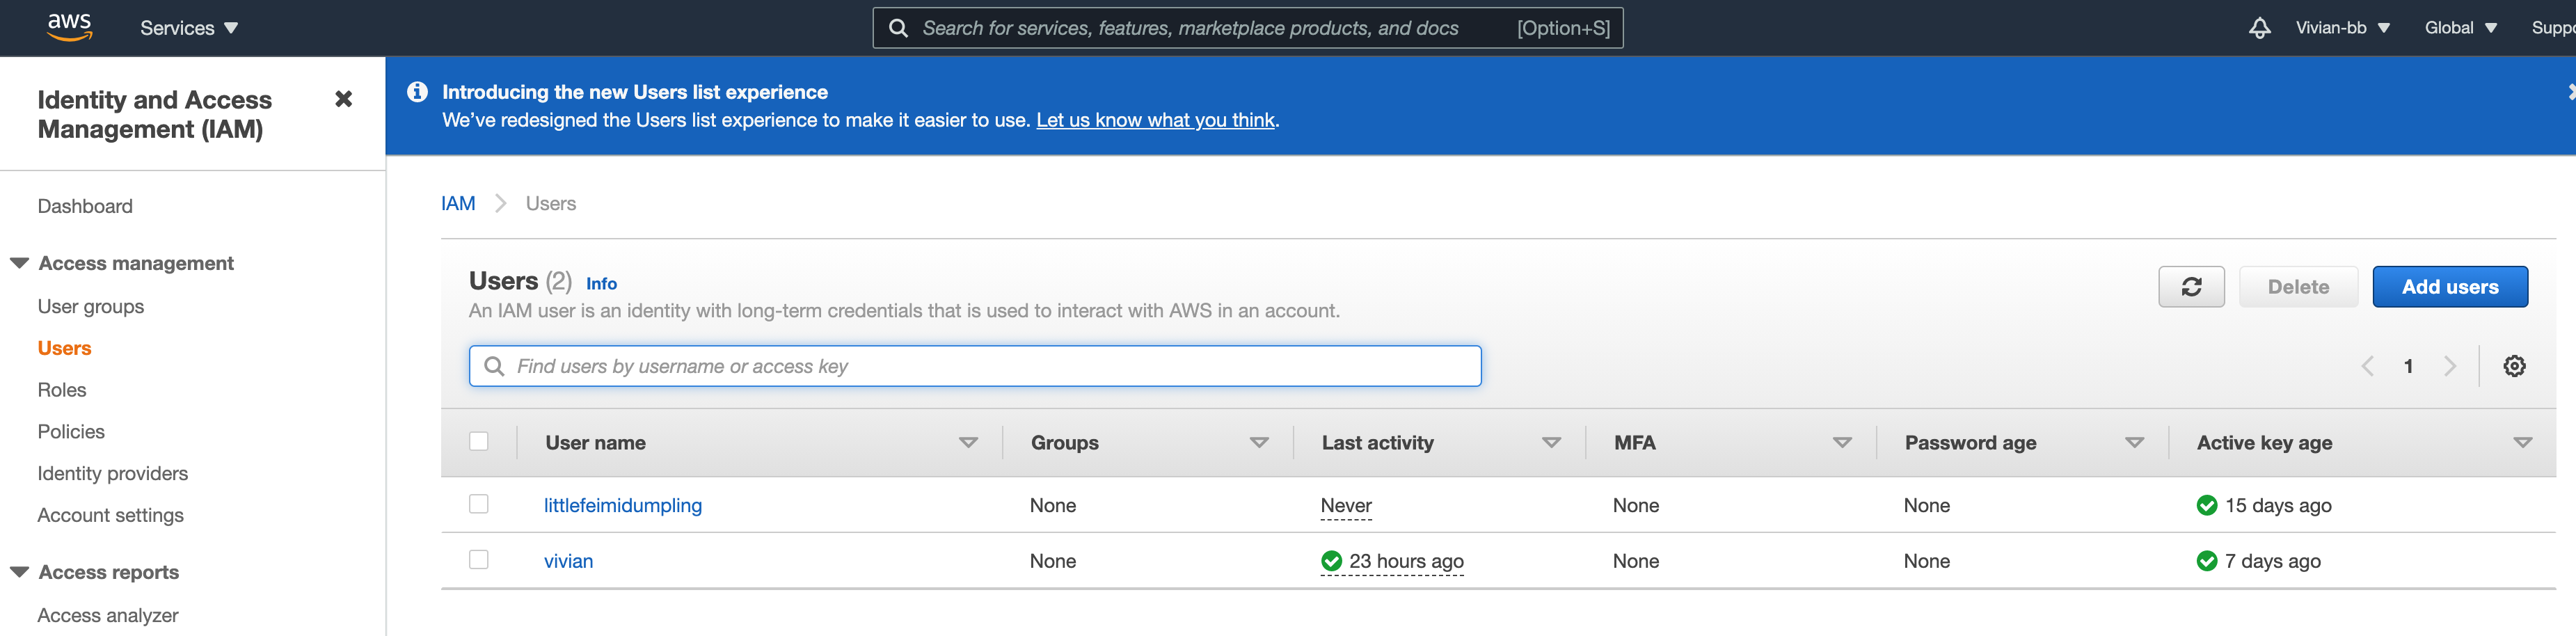 aws
Services
Search for services, features, marketplace products, and docs [Option+S]
Vivian-bb
Global
Suppo
Identity and Access
Management (IAM)
Dashboard
Access management
User groups
Users
Roles
Policies
Identity providers
Account settings
Access reports
Access analyzer
Introducing the new Users list experience
We’ve redesigned the Users list experience to make it easier to use. Let us know what you think.
IAM Users
Users (2) Info
An IAM user is an identity with long-term credentials that is used to interact with AWS in an account.
Delete
Add users
Find users by username or access key
1
User name Groups Last activity MFA Password age Active key age
littlefeimidumpling None Never None None 15 days ago
vivian None 23 hours ago None None 7 days ago